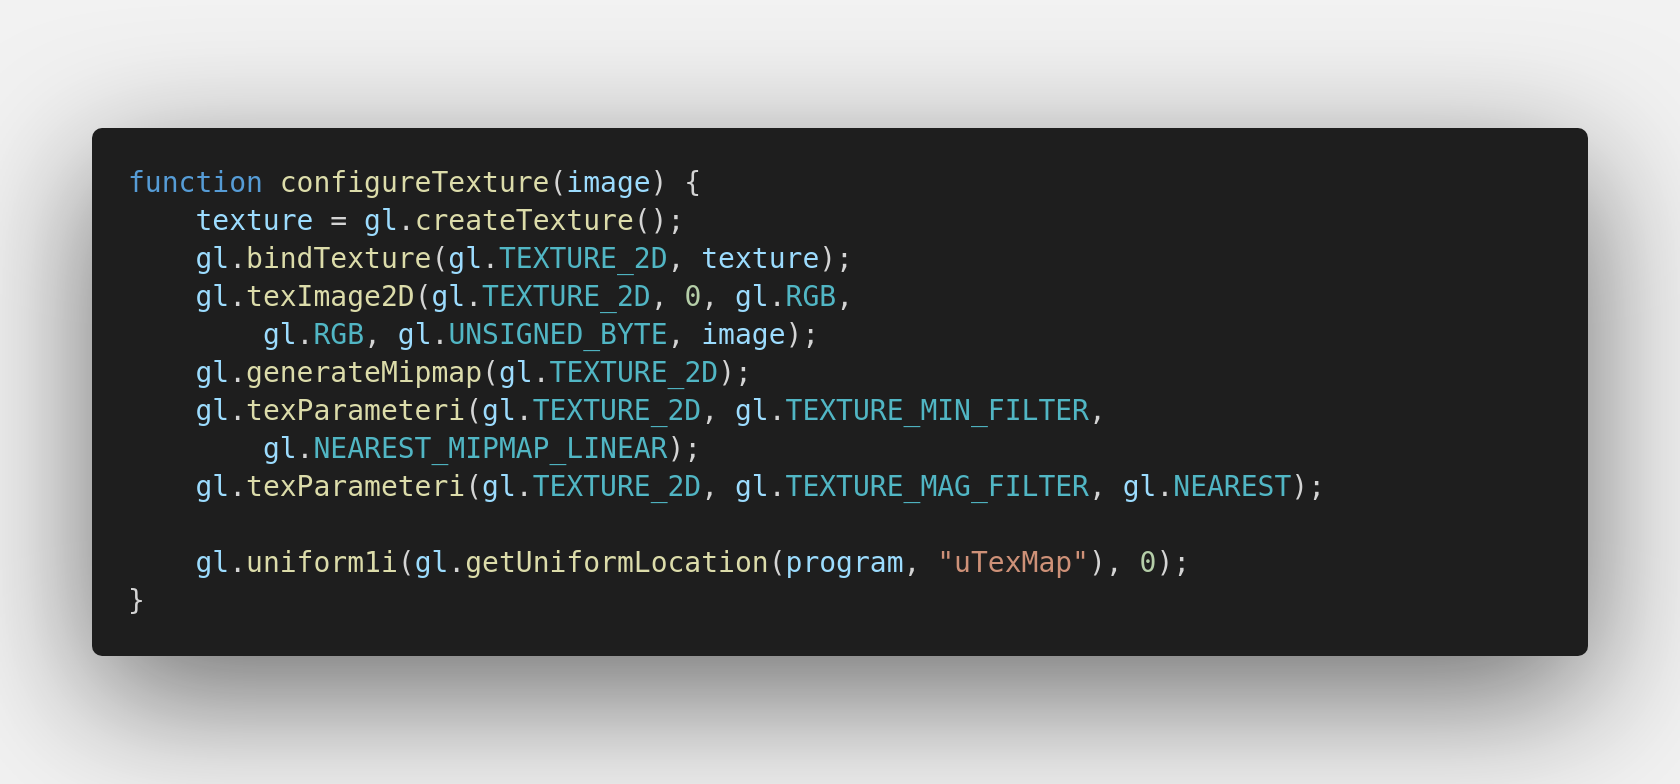 function configureTexture(image) {
    texture = gl.createTexture();
    gl.bindTexture(gl.TEXTURE_2D, texture);
    gl.texImage2D(gl.TEXTURE_2D, 0, gl.RGB,
        gl.RGB, gl.UNSIGNED_BYTE, image);
    gl.generateMipmap(gl.TEXTURE_2D);
    gl.texParameteri(gl.TEXTURE_2D, gl.TEXTURE_MIN_FILTER,
        gl.NEAREST_MIPMAP_LINEAR);
    gl.texParameteri(gl.TEXTURE_2D, gl.TEXTURE_MAG_FILTER, gl.NEAREST);

    gl.uniform1i(gl.getUniformLocation(program, "uTexMap"), 0);
}